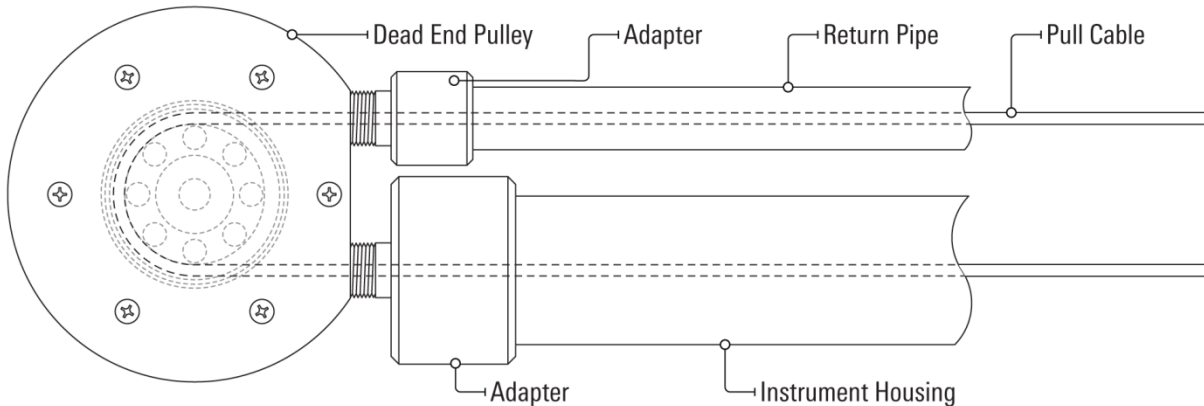 Dead End Pulley
Adapter
Return Pipe
Pull Cable
Adapter
Instrument Housing